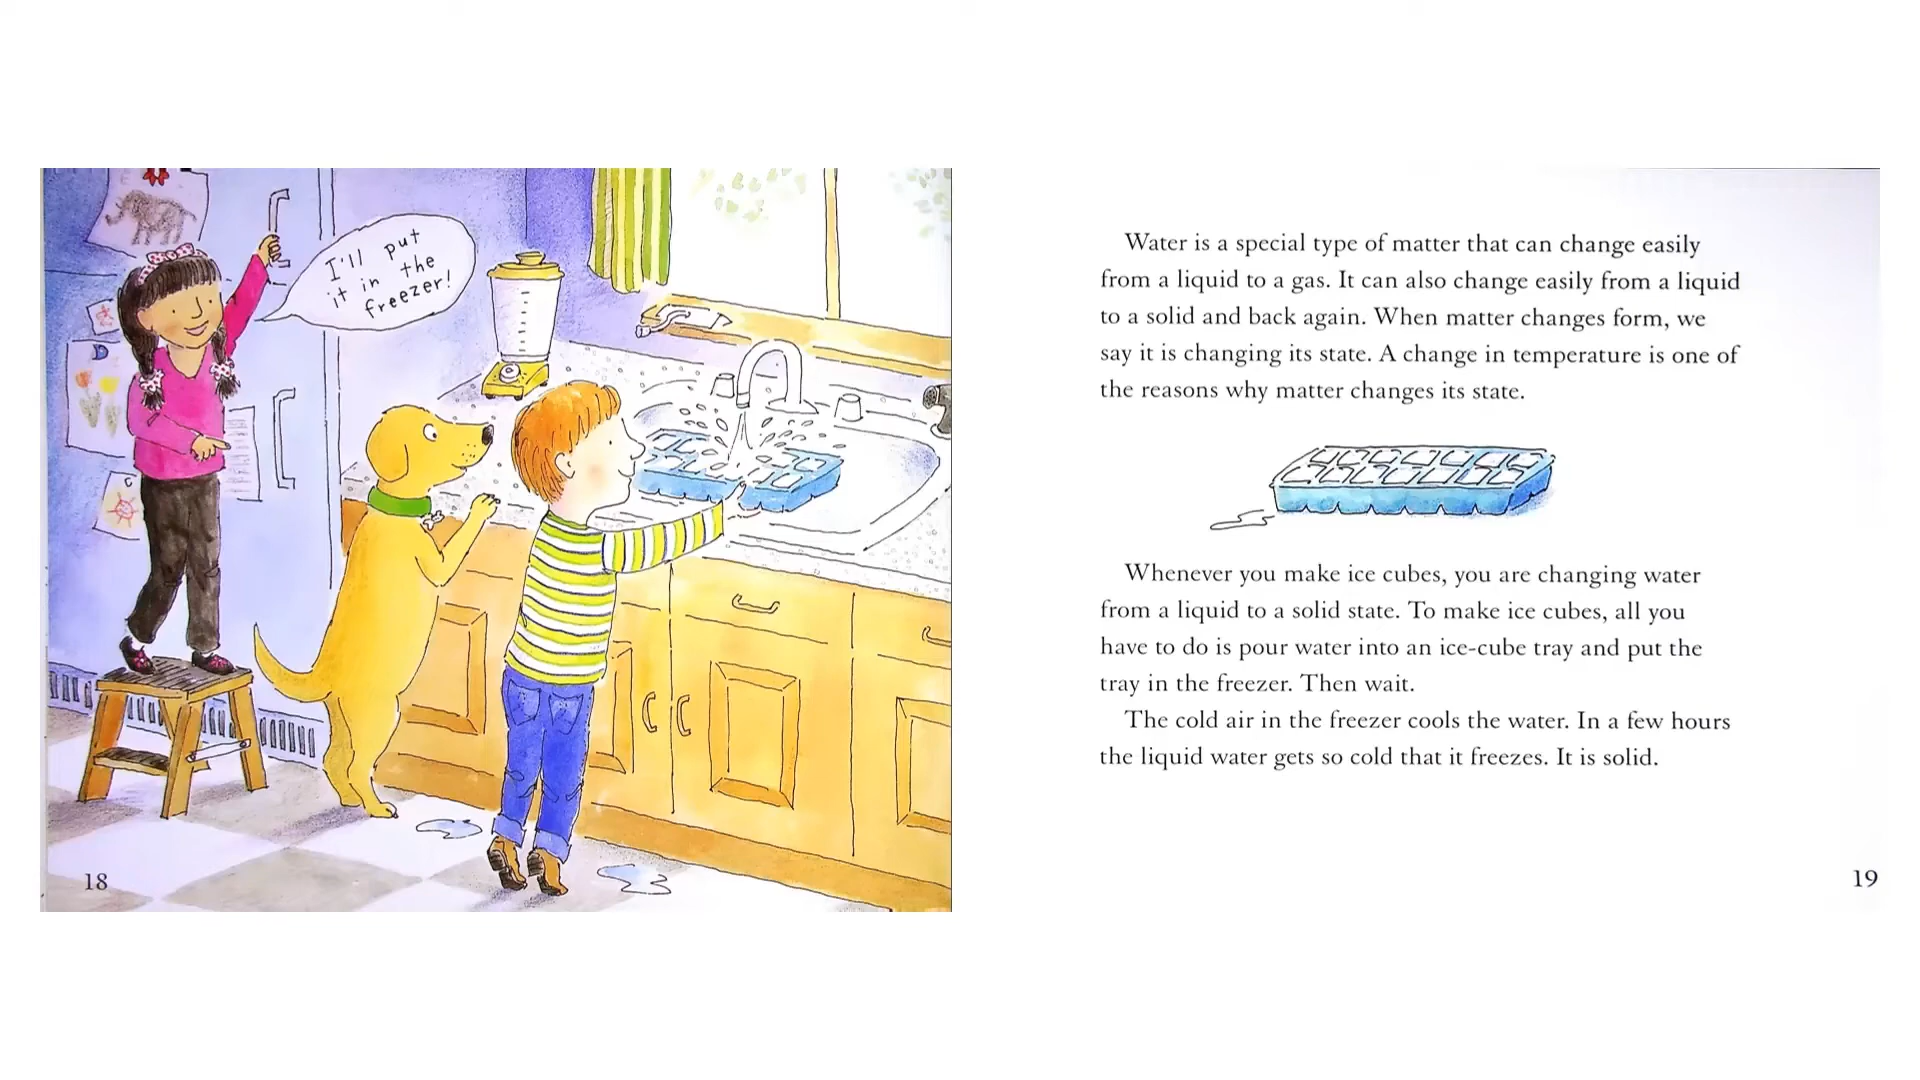 I'll put
it in the
freezer!
D
C
18
Water is a special type of matter that can change easily
from a liquid to a gas. It can also change easily from a liquid
to a solid and back again. When matter changes form, we
say it is changing its state. A change in temperature is one of
the reasons why matter changes its state.
Whenever you make ice cubes, you are changing water
from a liquid to a solid state. To make ice cubes, all you
have to do is pour water into an ice-cube tray and put the
tray in the freezer. Then wait.
The cold air in the freezer cools the water. In a few hours
the liquid water gets so cold that it freezes. It is solid.
19